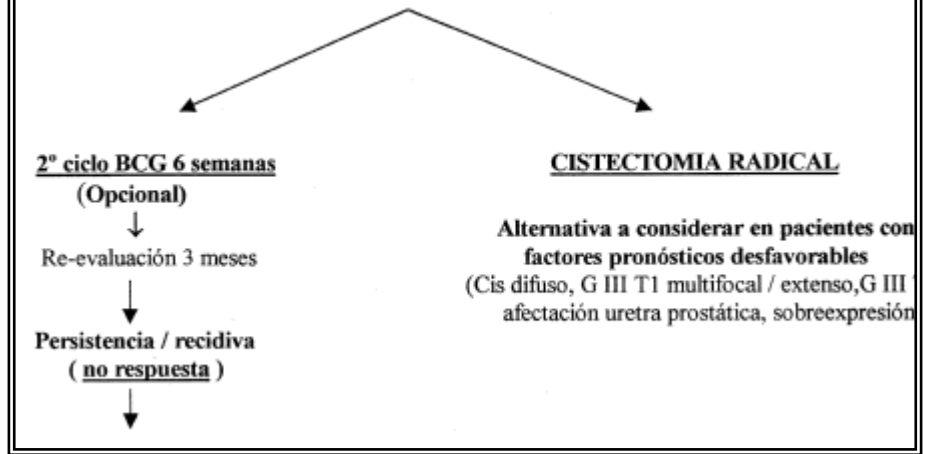 2º ciclo BCG 6 semanas
(Opcional)
Re-evaluación 3 meses
Persistencia / recidiva
( no respuesta )
CISTECTOMIA RADICAL
Alternativa a considerar en pacientes con
factores pronósticos desfavorables
(Cis difuso, G III T1 multifocal / extenso,G III
afectación uretra prostática, sobreexpresión